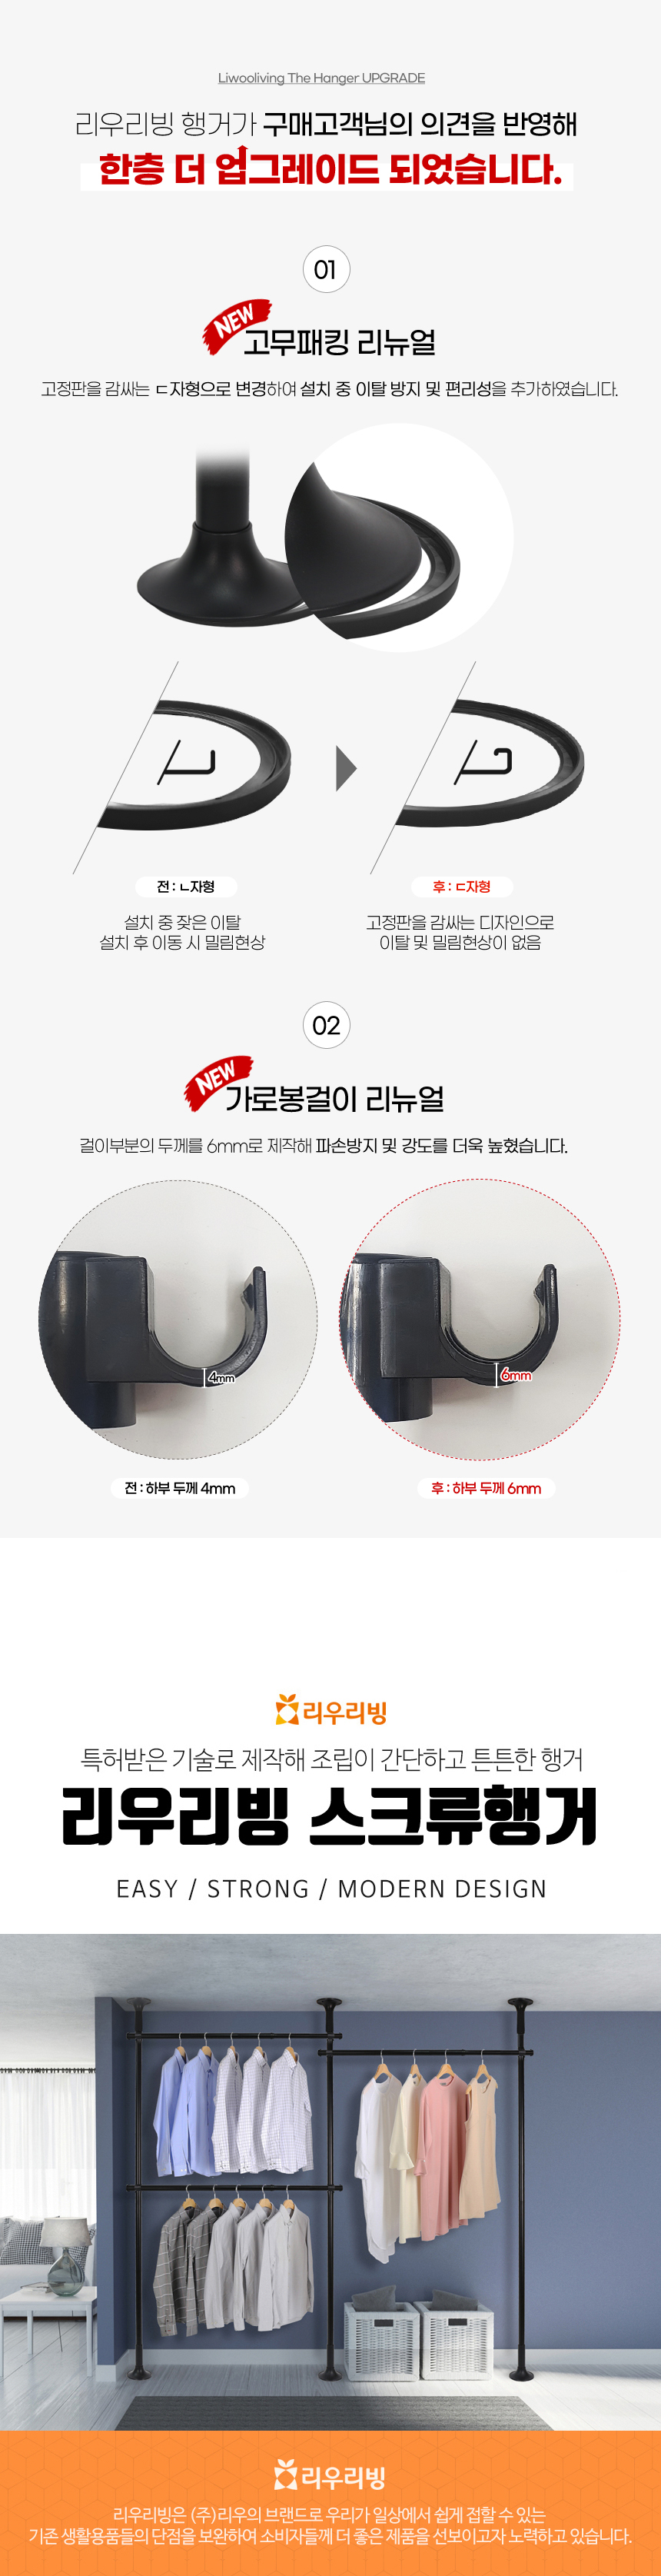 Liwooliving The Hanger UPGRADE
리우리빙 행거가 구매고객님의 의견을 반영해
한층 더 업그레이드 되었습니다.
01
NEW
고무패킹 리뉴얼
고정판을 감싸는 ㄷ자형으로 변경하여 설치 중 이탈 방지 및 편리성을 추가하였습니다.
전 : ㄴ자형
설치 중 잦은 이탈
설치 후 이동 시 밀림현상
후 : ㄷ자형
고정판을 감싸는 디자인으로
이탈 및 밀림현상이 없음
02
NEW
가로봉걸이 리뉴얼
걸이부분의 두께를 6mm로 제작해 파손방지 및 강도를 더욱 높혔습니다.
4mm
6mm
전 : 하부 두께 4mm
후 : 하부 두께 6mm
리우리빙
특허받은 기술로 제작해 조립이 간단하고 튼튼한 행거
리우리빙 스크류행거
EASY / STRONG / MODERN DESIGN
리우리빙
리우리빙은 (주)리우의 브랜드로 우리가 일상에서 쉽게 접할 수 있는
기존 생활용품들의 단점을 보완하여 소비자들께 더 좋은 제품을 선보이고자 노력하고 있습니다.